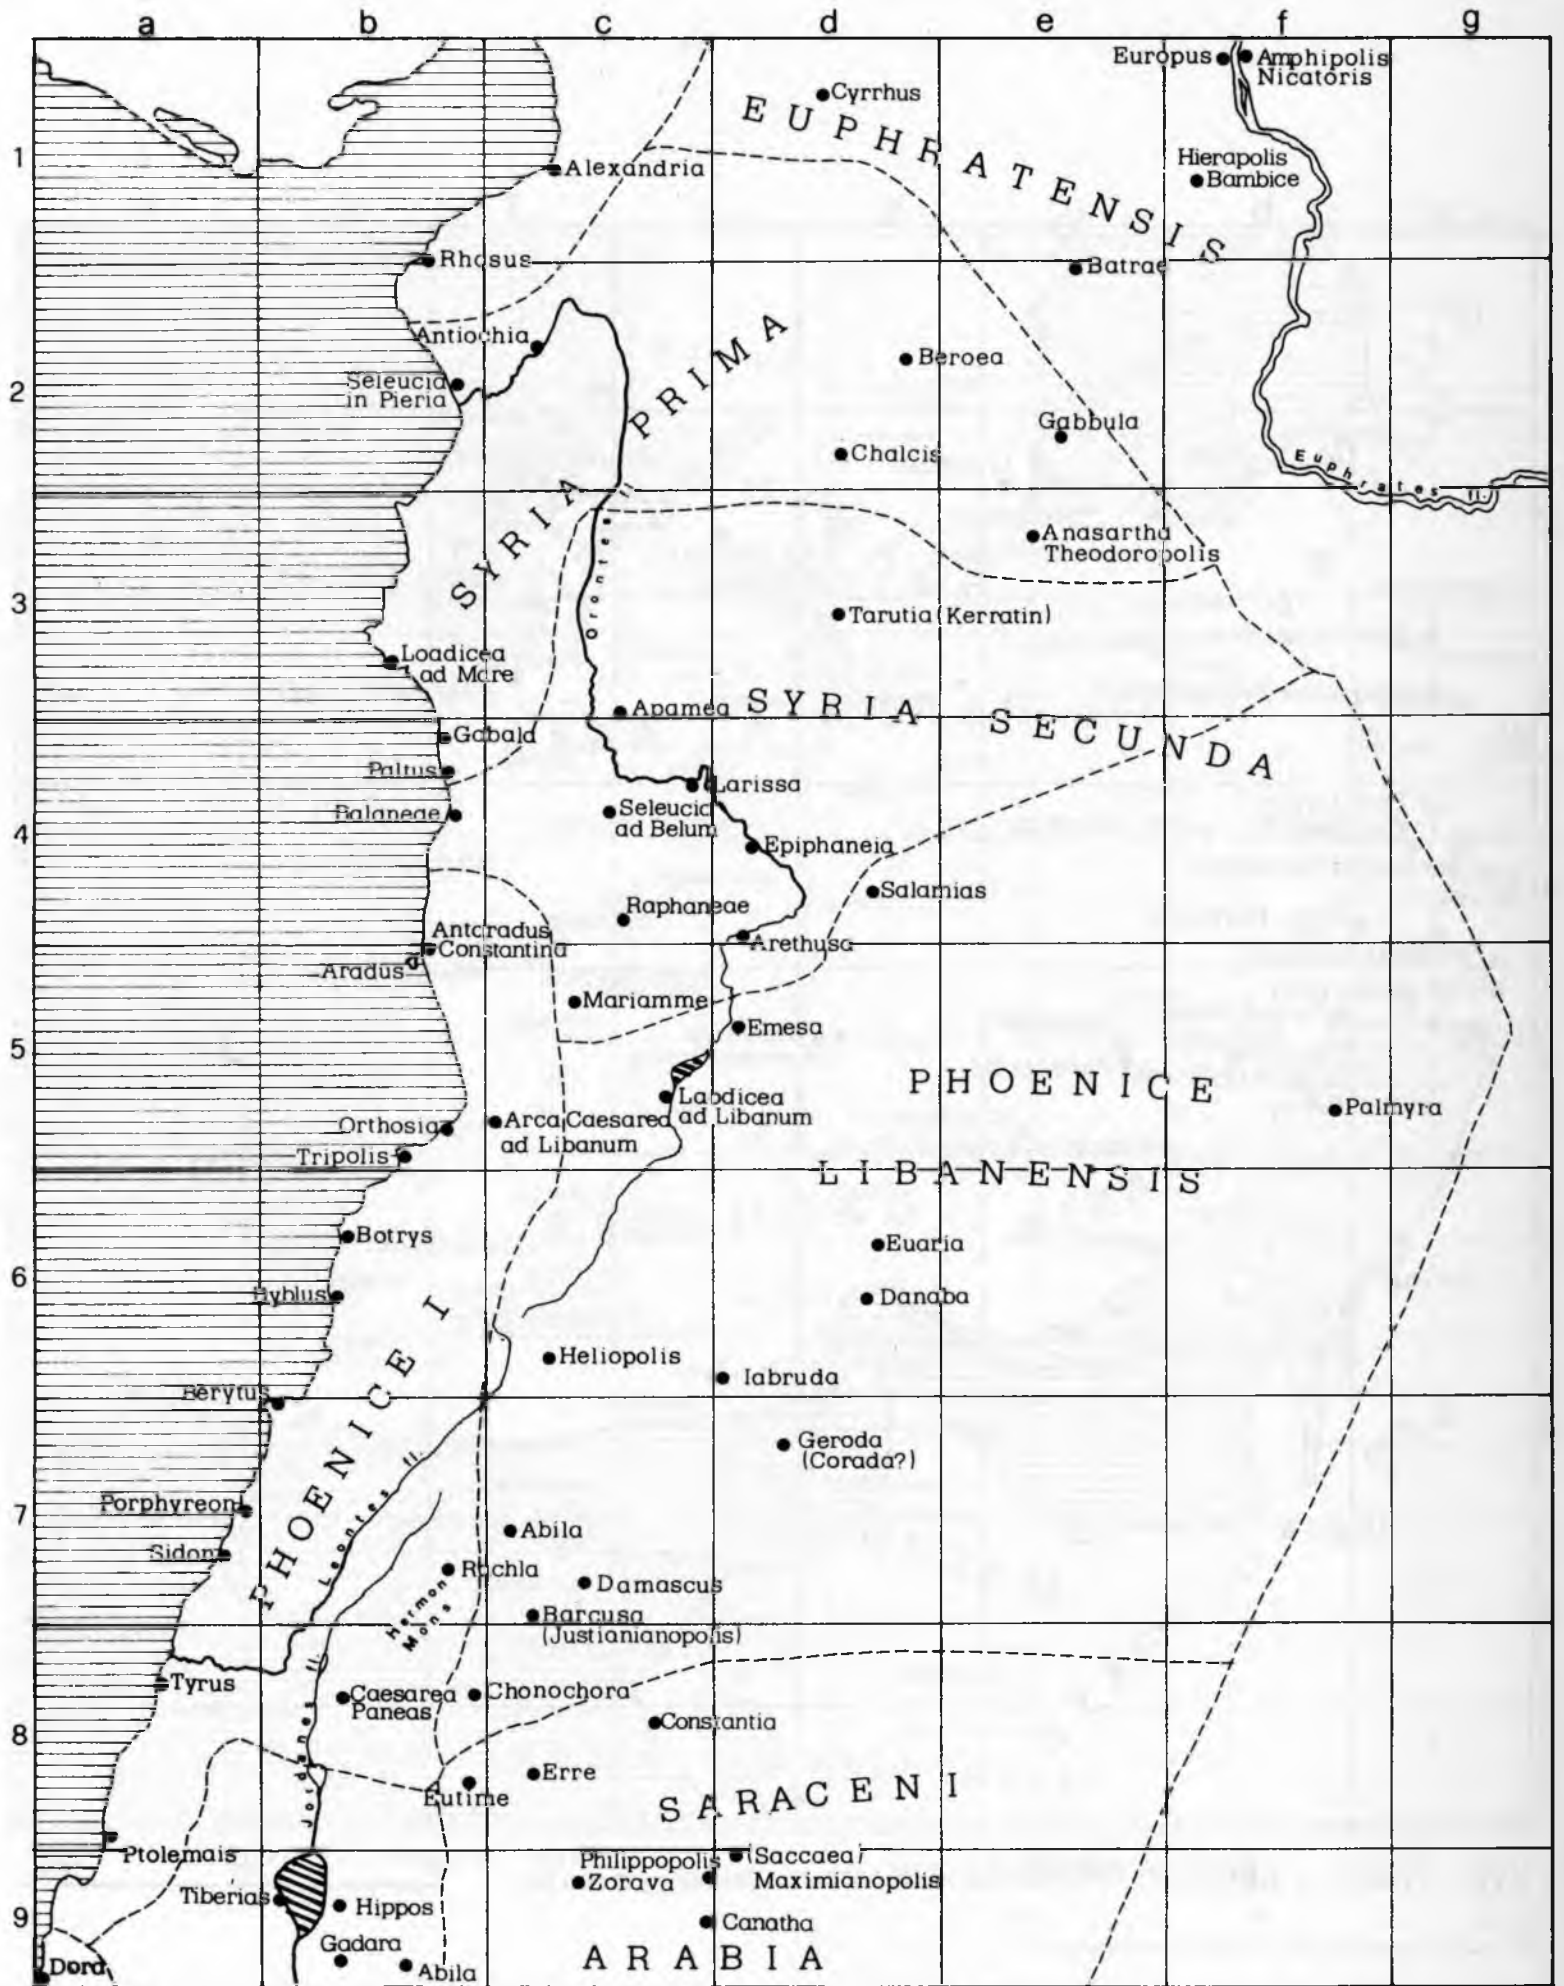 a b c d e f g
Europus
Amphipolis
Nicatoris
Cyrrhus
EUPHRATENSIS
1
Hierapolis
Bambice
Alexandria
Rhosus
Batrae
Antiochia
PRIMA
Beroea
Seleucia
in Pieria
2
Gabbula
Chalcis
Euphrates fl.
SYRIA
Orontes fl.
Anasartha
Theodoropolis
3
Tarutia (Kerratin)
Loadicea
ad Mare
Apamea
SYRIA SECUNDA
Gabala
Paltus
Larissa
Balaneae
Seleucia
ad Belum
4
Epiphaneia
Salamias
Raphaneae
Antaradus
Constantina
Arethusa
Aradus
Mariamme
Emesa
5
PHOENICE
Laodicea
ad Libanum
Palmyra
Orthosia
Arca Caesarea
ad Libanum
Tripolis
LIBANENSIS
Botrys
Euaria
6
Byblus
Danaba
Heliopolis
Iabruda
Berytus
PHOENICE I
Geroda
(Corada?)
Leontes fl.
7
Porphyreon
Abila
Sidon
Rachla
Damascus
Hermon
Mons
Barcusa
(Justianianopolis)
Tyrus
Jordanes fl.
Caesarea
Paneas
Chonochora
8
Constantia
Erre
Eutime
SARACENI
Ptolemais
Philippopolis
(Saccaea)
Maximianopolis
Zorava
Tiberias
Hippos
9
Canatha
Gadara
ARABIA
Dora
Abila